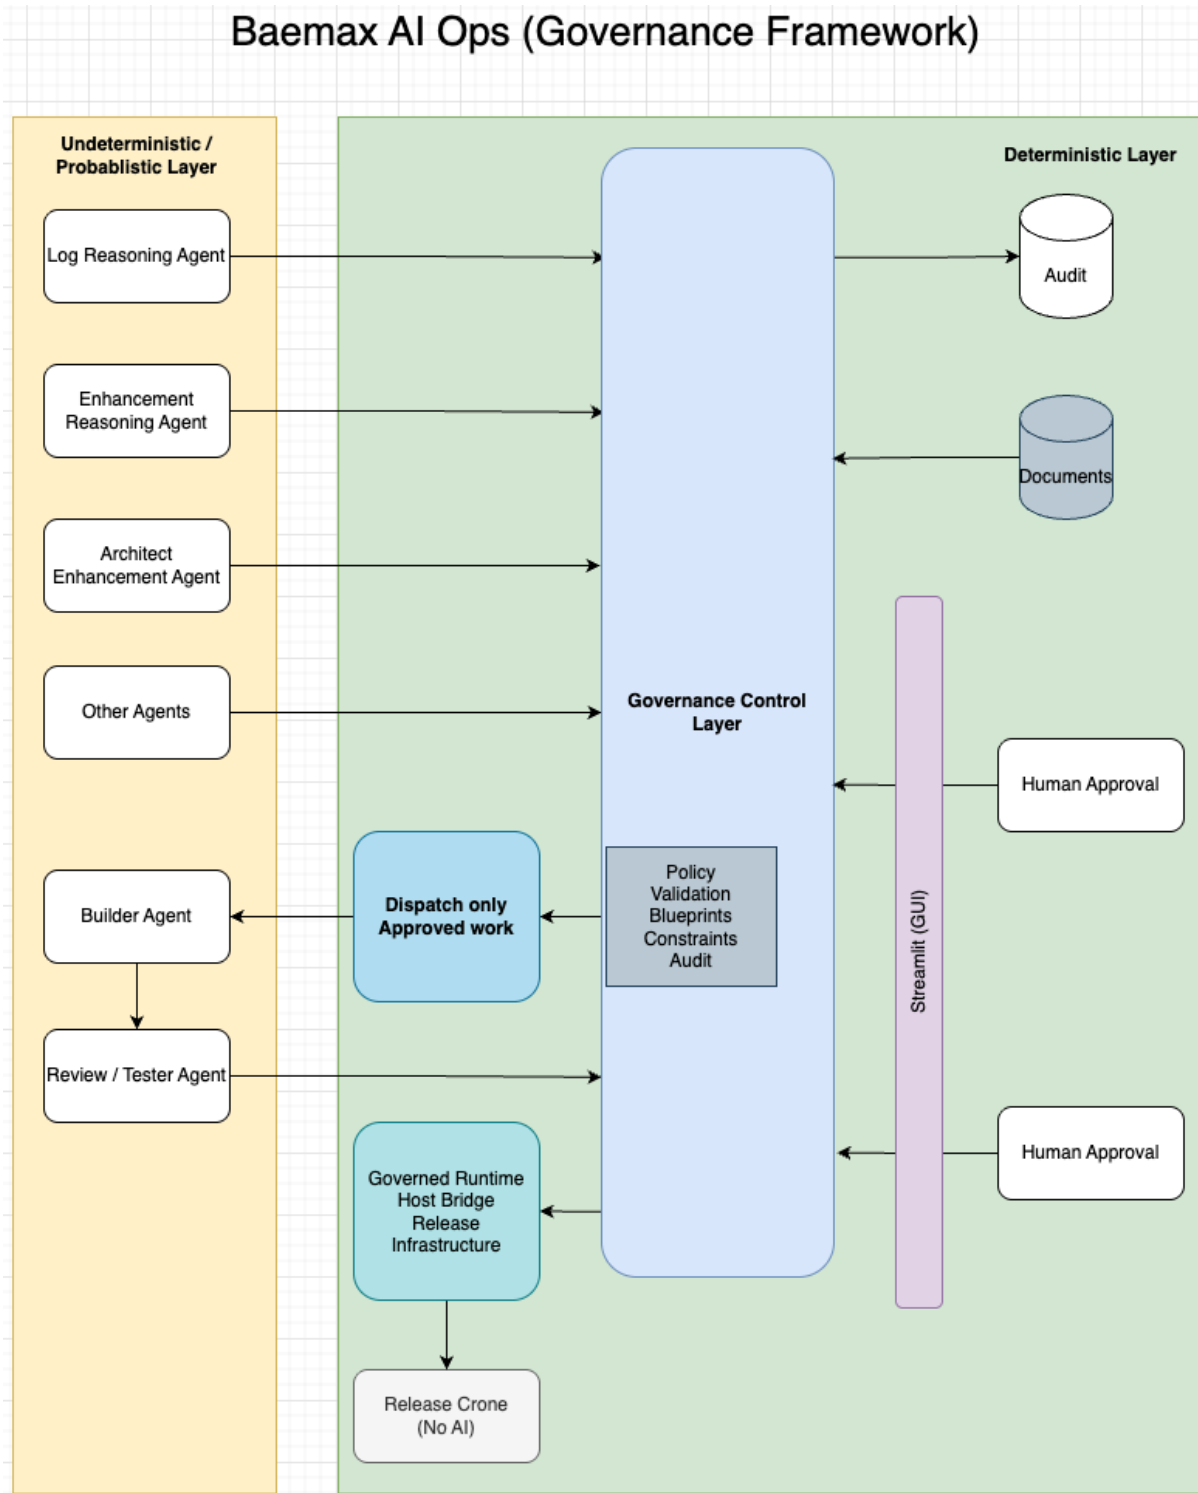 Baemax AI Ops (Governance Framework)
Undeterministic /
Probablistic Layer
Deterministic Layer
Log Reasoning Agent
Audit
Enhancement
Reasoning Agent
Documents
Architect
Enhancement Agent
Other Agents
Governance Control
Layer
Human Approval
Builder Agent
Dispatch only
Approved work
Policy
Validation
Blueprints
Constraints
Audit
Streamlit (GUI)
Review / Tester Agent
Human Approval
Governed Runtime
Host Bridge
Release
Infrastructure
Release Crone
(No AI)